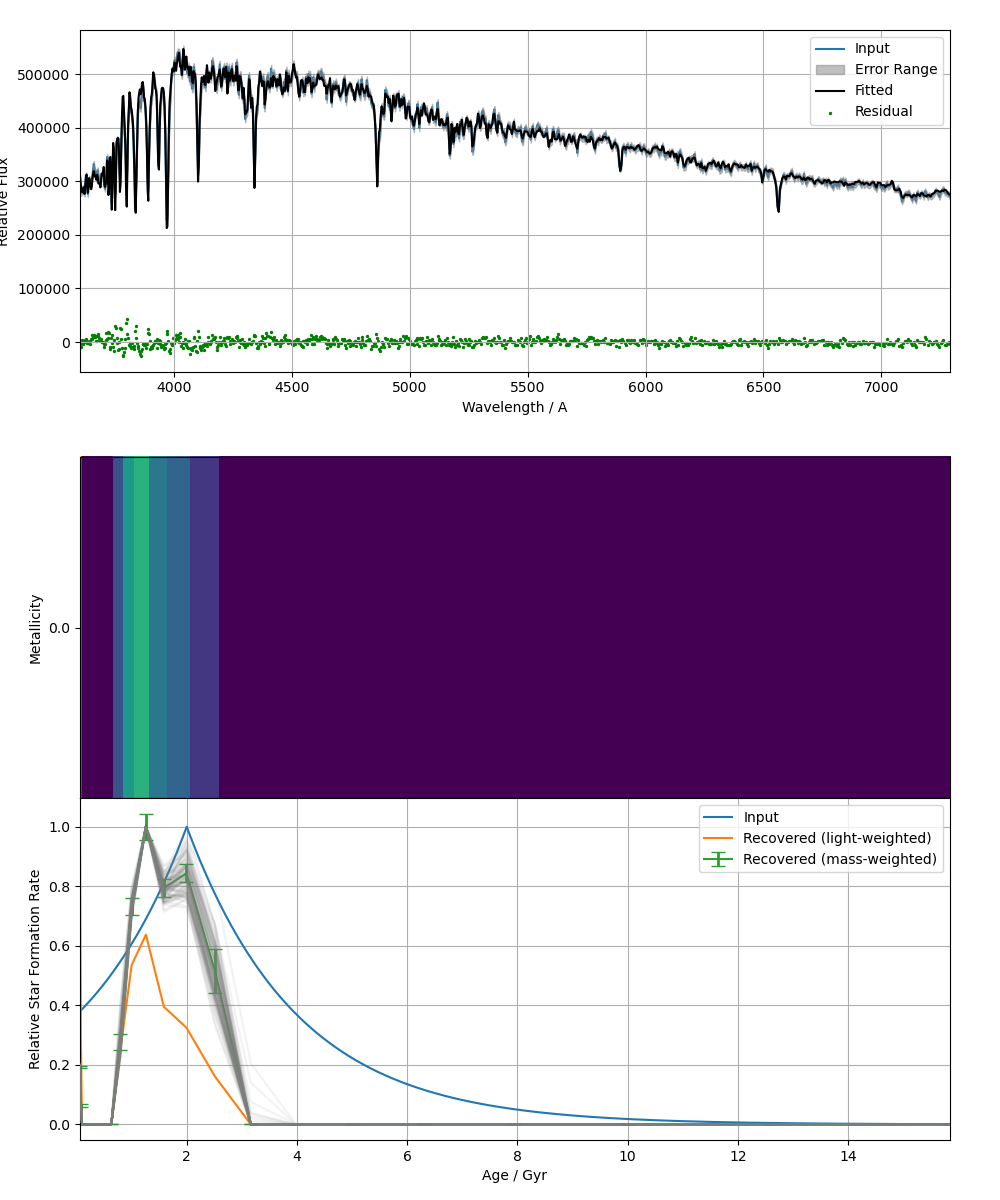 500000
400000
300000
200000
100000
0
Relative Flux
Input
Error Range
Fitted
Residual
4000
4500
5000
5500
6000
6500
7000
Wavelength / A
Metallicity
0.0
1.0
0.8
0.6
0.4
0.2
0.0
Relative Star Formation Rate
Input
Recovered (light-weighted)
Recovered (mass-weighted)
2
4
6
8
10
12
14
Age / Gyr